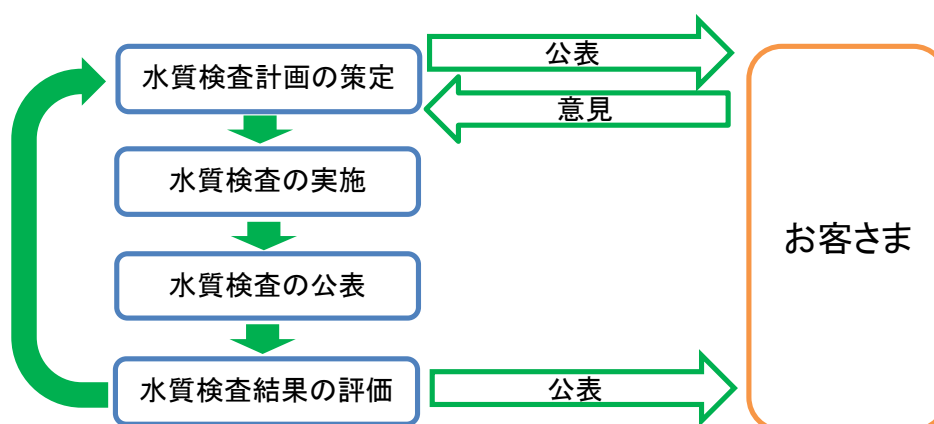 水質検査計画の策定
公表
意見
水質検査の実施
水質検査の公表
水質検査結果の評価
公表
お客さま